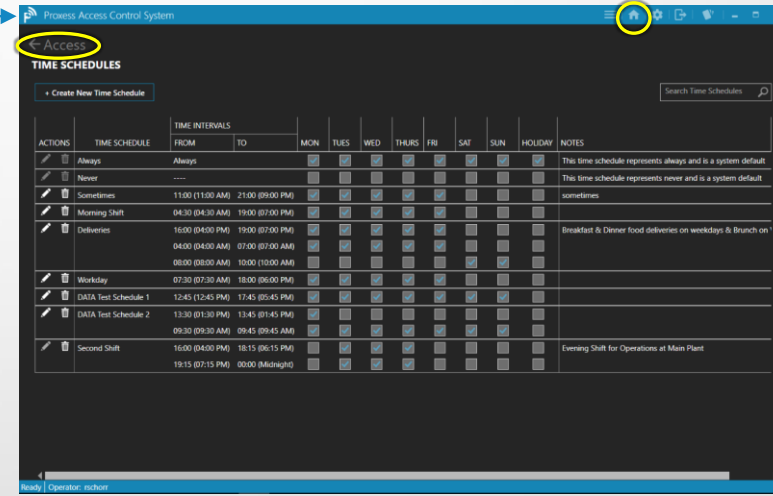 Proxess Access Control System
Access
TIME SCHEDULES
+ Create New Time Schedule
Search Time Schedules
TIME INTERVALS
ACTIONS TIME SCHEDULE FROM TO MON TUES WED THURS FRI SAT SUN HOLIDAY NOTES
Always Always This time schedule represents always and is a system default
Never ---- This time schedule represents never and is a system default
Sometimes 11:00 (11:00 AM) 21:00 (09:00 PM) sometimes
Morning Shift 04:30 (04:30 AM) 19:00 (07:00 PM)
Deliveries 16:00 (04:00 PM) 19:00 (07:00 PM) Breakfast & Dinner food deliveries on weekdays & Brunch on
04:00 (04:00 AM) 07:00 (07:00 AM)
08:00 (08:00 AM) 10:00 (10:00 AM)
Workday 07:30 (07:30 AM) 18:00 (06:00 PM)
DATA Test Schedule 1 12:45 (12:45 PM) 17:45 (05:45 PM)
DATA Test Schedule 2 13:30 (01:30 PM) 13:45 (01:45 PM)
09:30 (09:30 AM) 09:45 (09:45 AM)
Second Shift 16:00 (04:00 PM) 18:15 (06:15 PM) Evening Shift for Operations at Main Plant
19:15 (07:15 PM) 00:00 (Midnight)
Ready Operator: rschorr